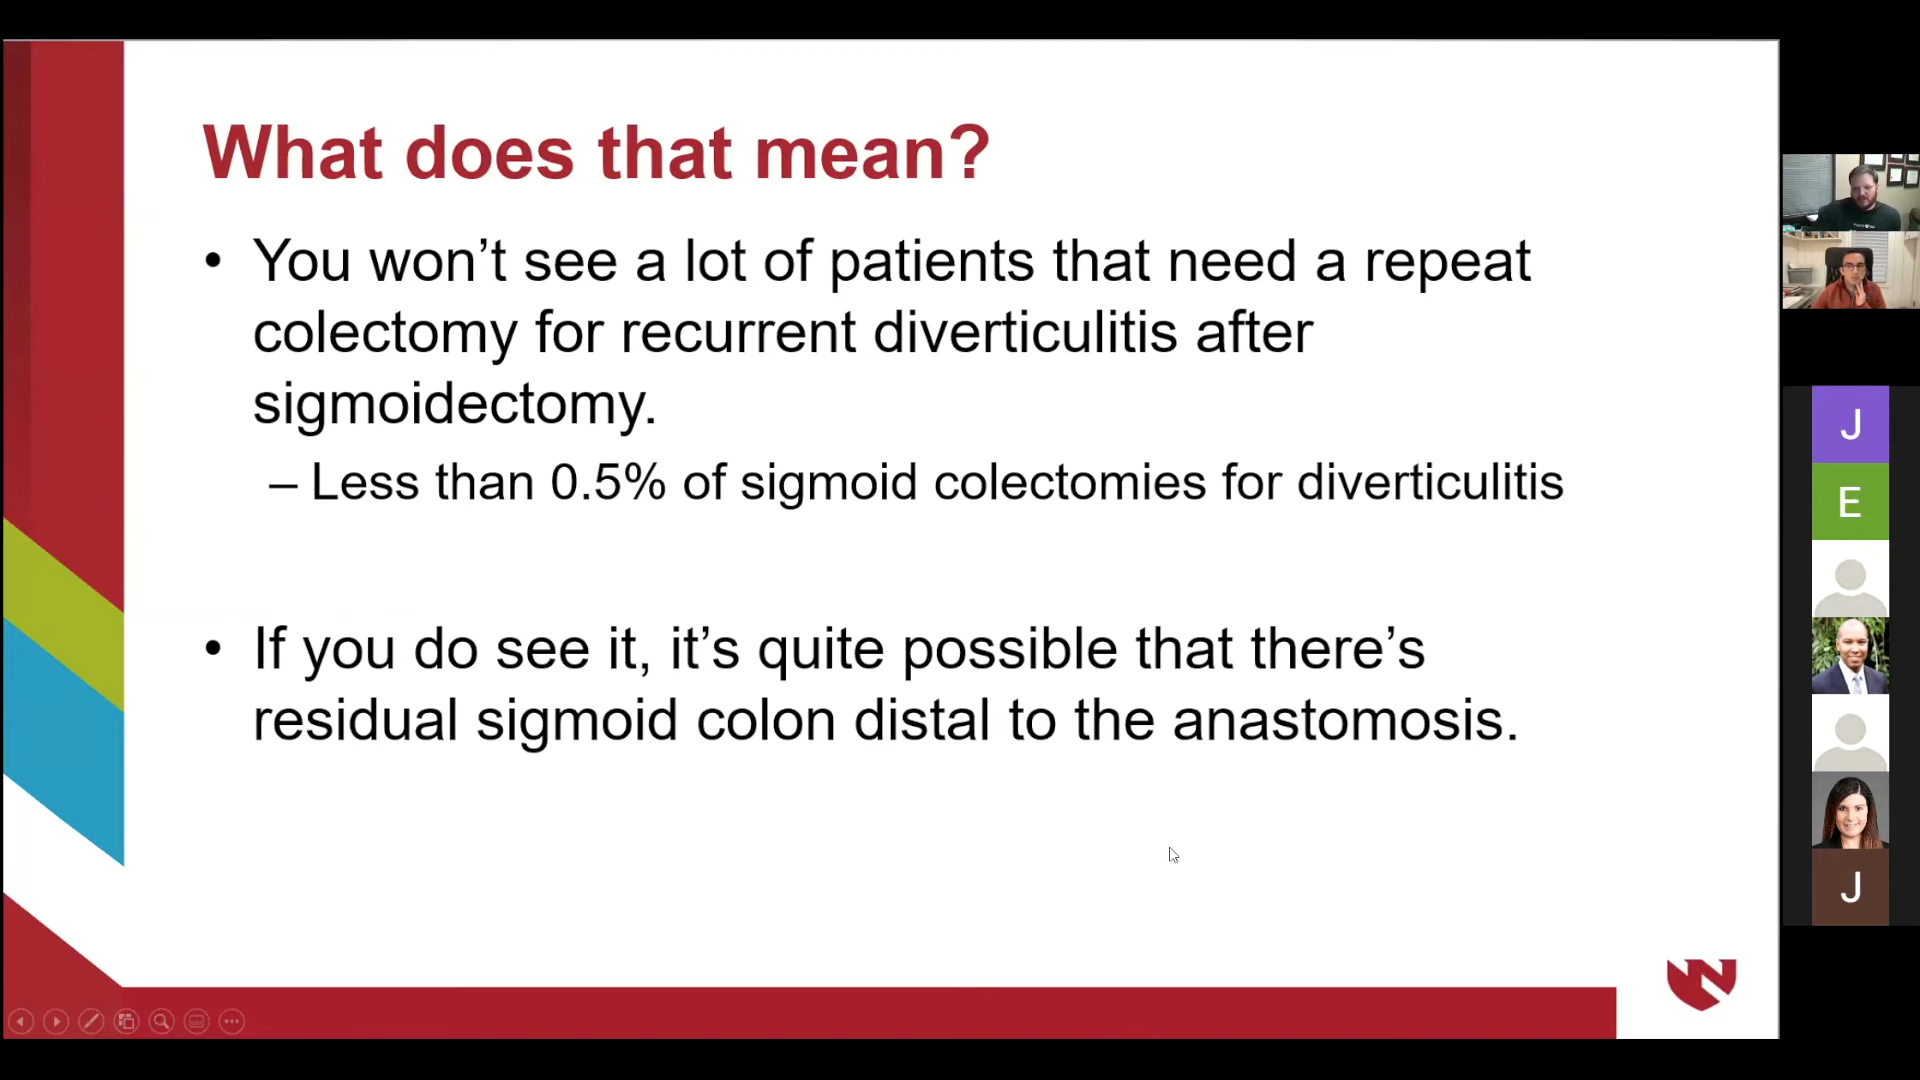 What does that mean?
• You won’t see a lot of patients that need a repeat
colectomy for recurrent diverticulitis after
sigmoidectomy.
– Less than 0.5% of sigmoid colectomies for diverticulitis
• If you do see it, it’s quite possible that there’s
residual sigmoid colon distal to the anastomosis.
J
E
J
N